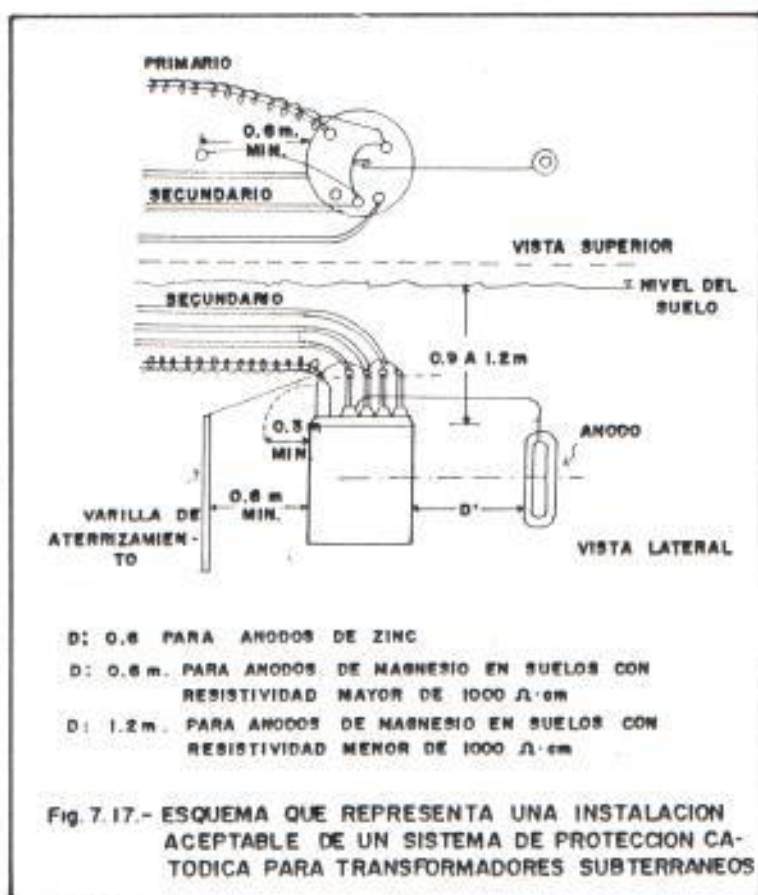 PRIMARIO
0.6 m.
MIN.
SECUNDARIO
VISTA SUPERIOR
NIVEL DEL
SUELO
SECUNDARIO
0.9 A 1.2 m
0.3 m
MIN.
ANODO
0.6 m
MIN.
D'
VARILLA DE
ATERRIZAMIEN-
TO
VISTA LATERAL
D: 0.6 PARA ANODOS DE ZINC
D: 0.6 m. PARA ANODOS DE MAGNESIO EN SUELOS CON
RESISTIVIDAD MAYOR DE 1000 Ω·cm
D: 1.2 m. PARA ANODOS DE MAGNESIO EN SUELOS CON
RESISTIVIDAD MENOR DE 1000 Ω·cm
Fig. 7.17.- ESQUEMA QUE REPRESENTA UNA INSTALACION
ACEPTABLE DE UN SISTEMA DE PROTECCION CA-
TODICA PARA TRANSFORMADORES SUBTERRANEOS